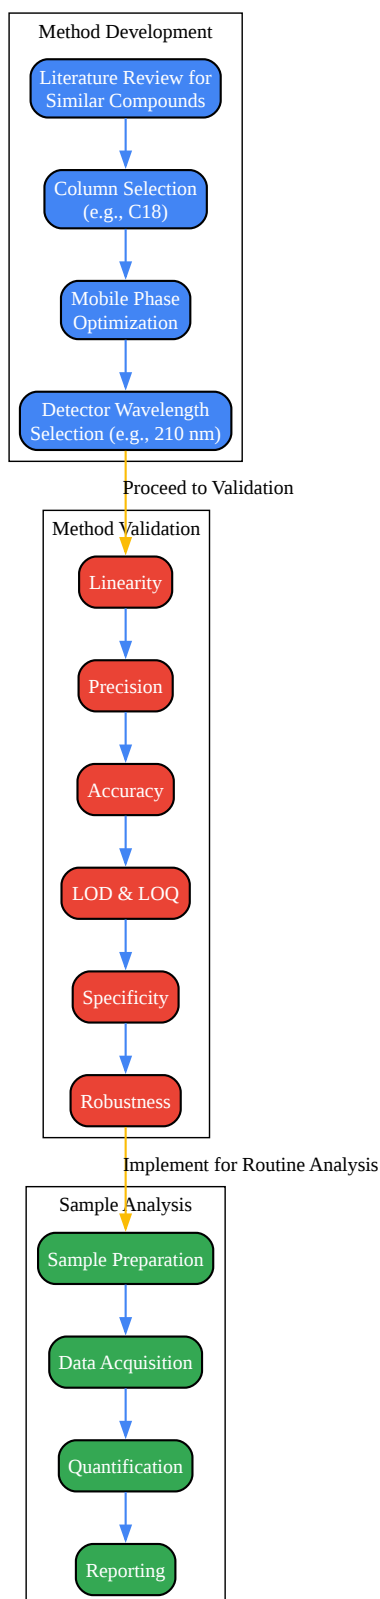 Method Development
Literature Review for
Similar Compounds
Column Selection
(e.g., C18)
Mobile Phase
Optimization
Detector Wavelength
Selection (e.g., 210 nm)
Proceed to Validation
Method Validation
Linearity
Precision
Accuracy
LOD & LOQ
Specificity
Robustness
Implement for Routine Analysis
Sample Analysis
Sample Preparation
Data Acquisition
Quantification
Reporting